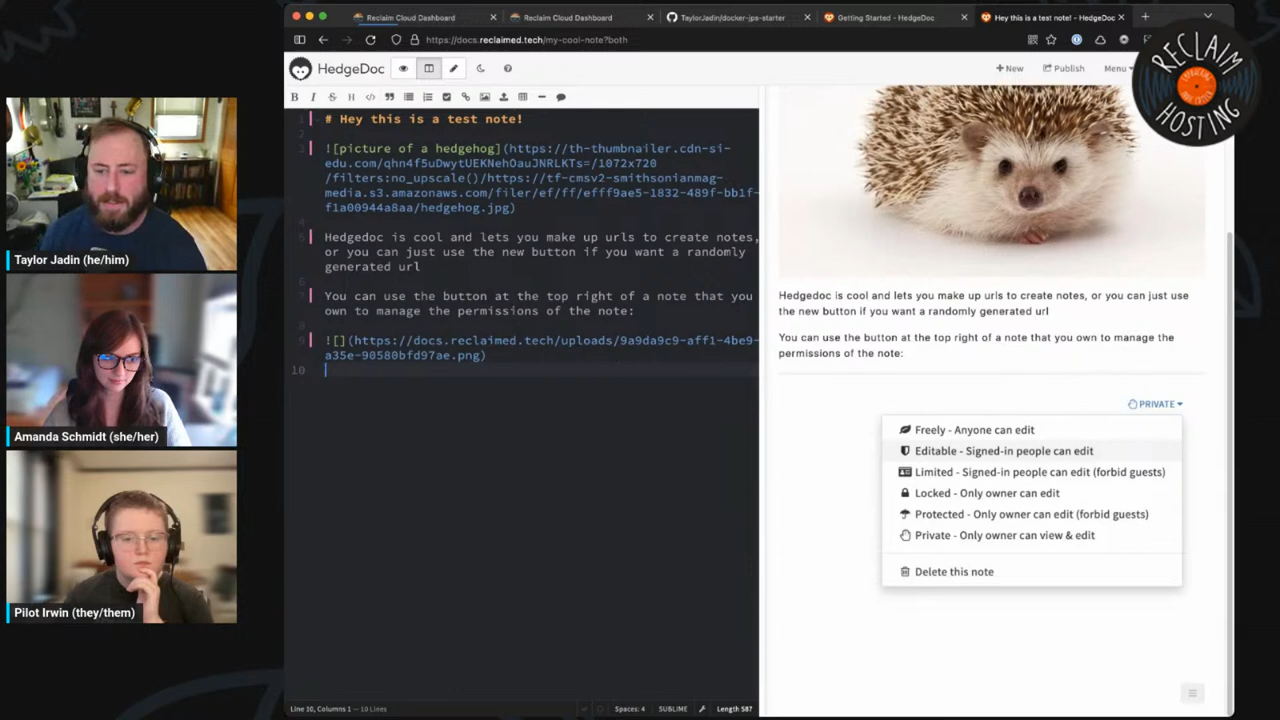 Reclaim Cloud Dashboard
Reclaim Cloud Dashboard
TaylorJadin/docker-jps-starter
Getting Started - HedgeDoc
Hey this is a test note! - HedgeDoc
https://docs.reclaimed.tech/my-cool-note?both
RECLAIM
HOSTING
HedgeDoc
New
Publish
Menu
1 # Hey this is a test note!
2
3 ![picture of a hedgehog](https://th-thumbnailer.cdn-si-
edu.com/qhn4f5uDwytUEKNehOauJNRLKTs=/1072x720
/filters:no_upscale()/https://tf-cmsv2-smithsonianmag-
media.s3.amazonaws.com/filer/ef/ff/efff9ae5-1832-489f-bb1f-
f1a00944a8aa/hedgehog.jpg)
4
5 Hedgedoc is cool and lets you make up urls to create notes,
or you can just use the new button if you want a randomly
generated url
6
7 You can use the button at the top right of a note that you
own to manage the permissions of the note:
8
9 ![](https://docs.reclaimed.tech/uploads/9a9da9c9-aff1-4be9-
a35e-90580bfd97ae.png)
10
Hedgedoc is cool and lets you make up urls to create notes, or you can just use
the new button if you want a randomly generated url
You can use the button at the top right of a note that you own to manage the
permissions of the note:
PRIVATE
Freely - Anyone can edit
Editable - Signed-in people can edit
Limited - Signed-in people can edit (forbid guests)
Locked - Only owner can edit
Protected - Only owner can edit (forbid guests)
Private - Only owner can view & edit
Delete this note
Line 10, Columns 1 — 10 Lines
Spaces: 4
SUBLIME
Length 587
Taylor Jadin (he/him)
Amanda Schmidt (she/her)
Pilot Irwin (they/them)